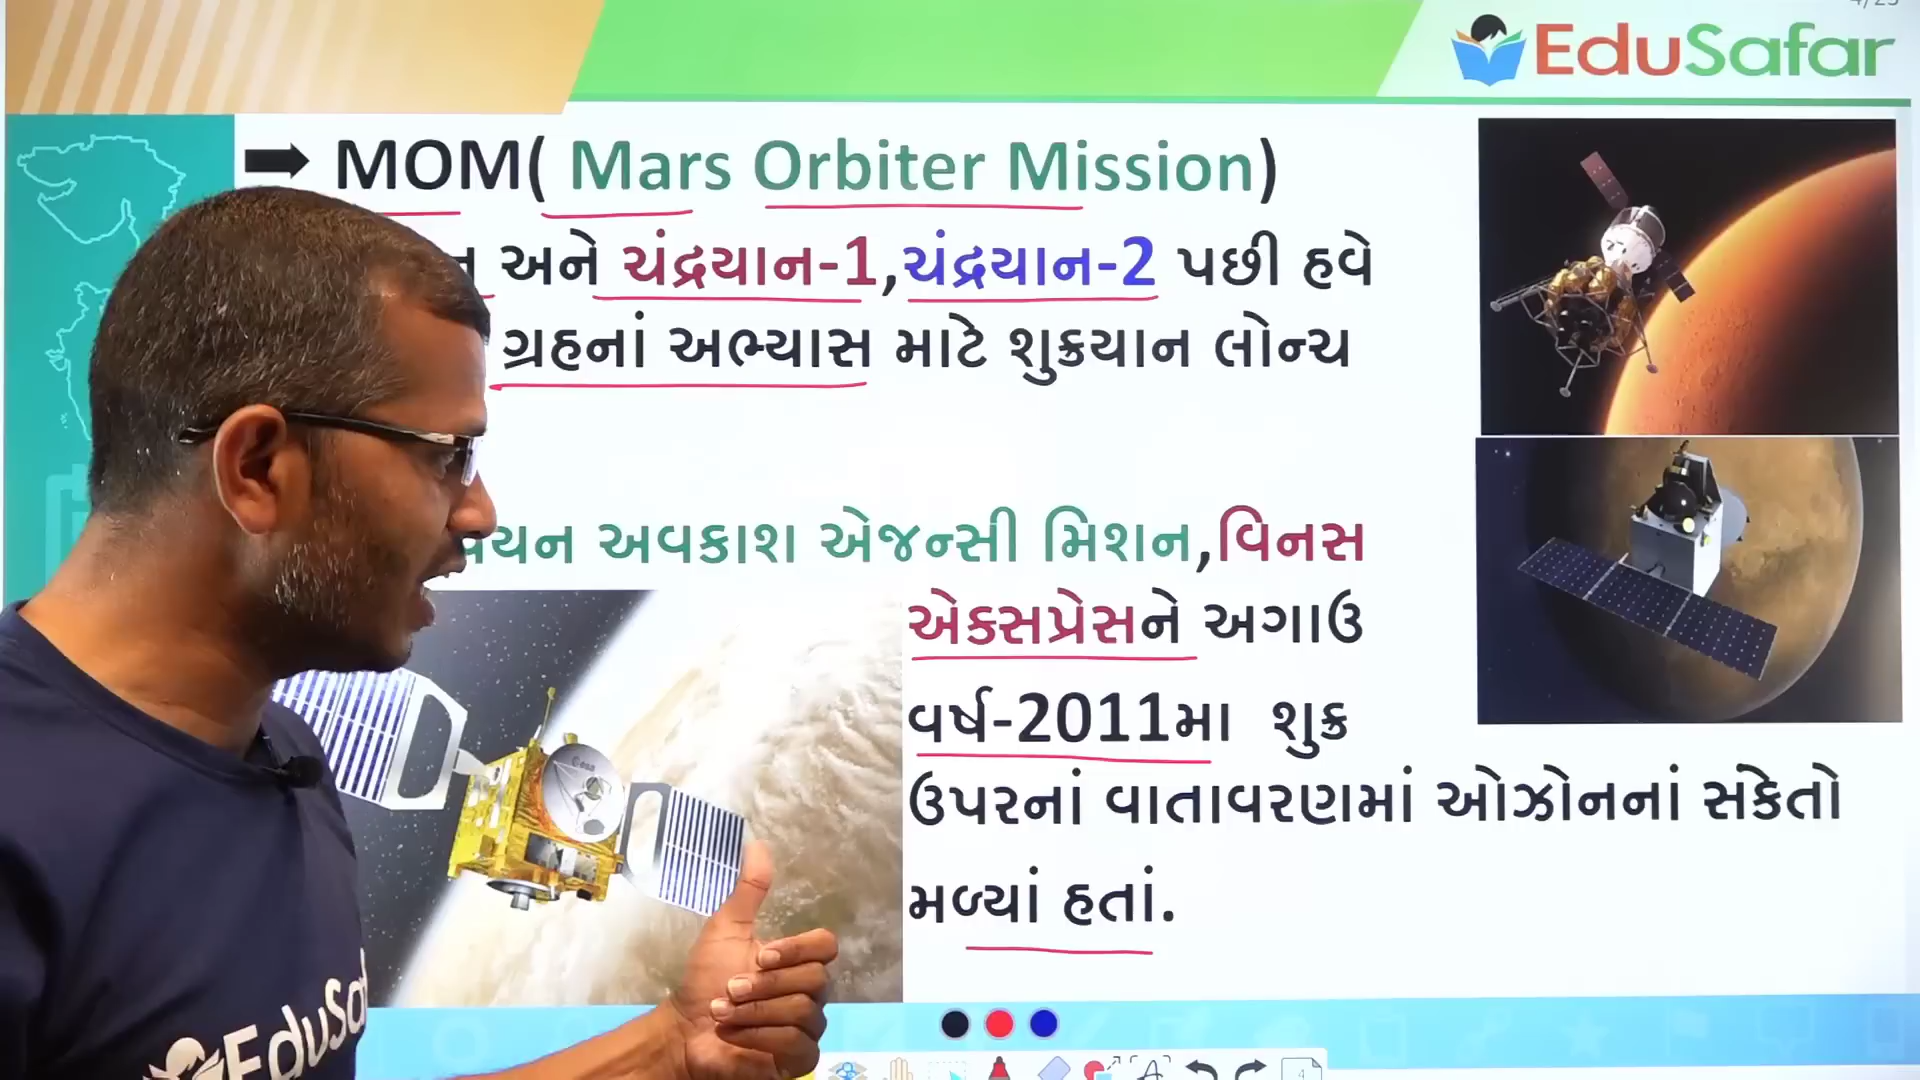 EduSafar
MOM( Mars Orbiter Mission)
અને ચંદ્રયાન-1,ચંદ્રયાન-2 પછી હવે
ગ્રહનાં અભ્યાસ માટે શુક્રયાન લોન્ચ
અવકાશ એજન્સી મિશન,વિનસ
એક્સપ્રેસને અગાઉ
વર્ષ-2011મા શુક્ર
ઉપરનાં વાતાવરણમાં ઓઝોનનાં સંકેતો
મળ્યાં હતાં.